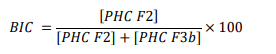 BIC = [PHC F2] / [PHC F2] + [PHC F3b] × 100